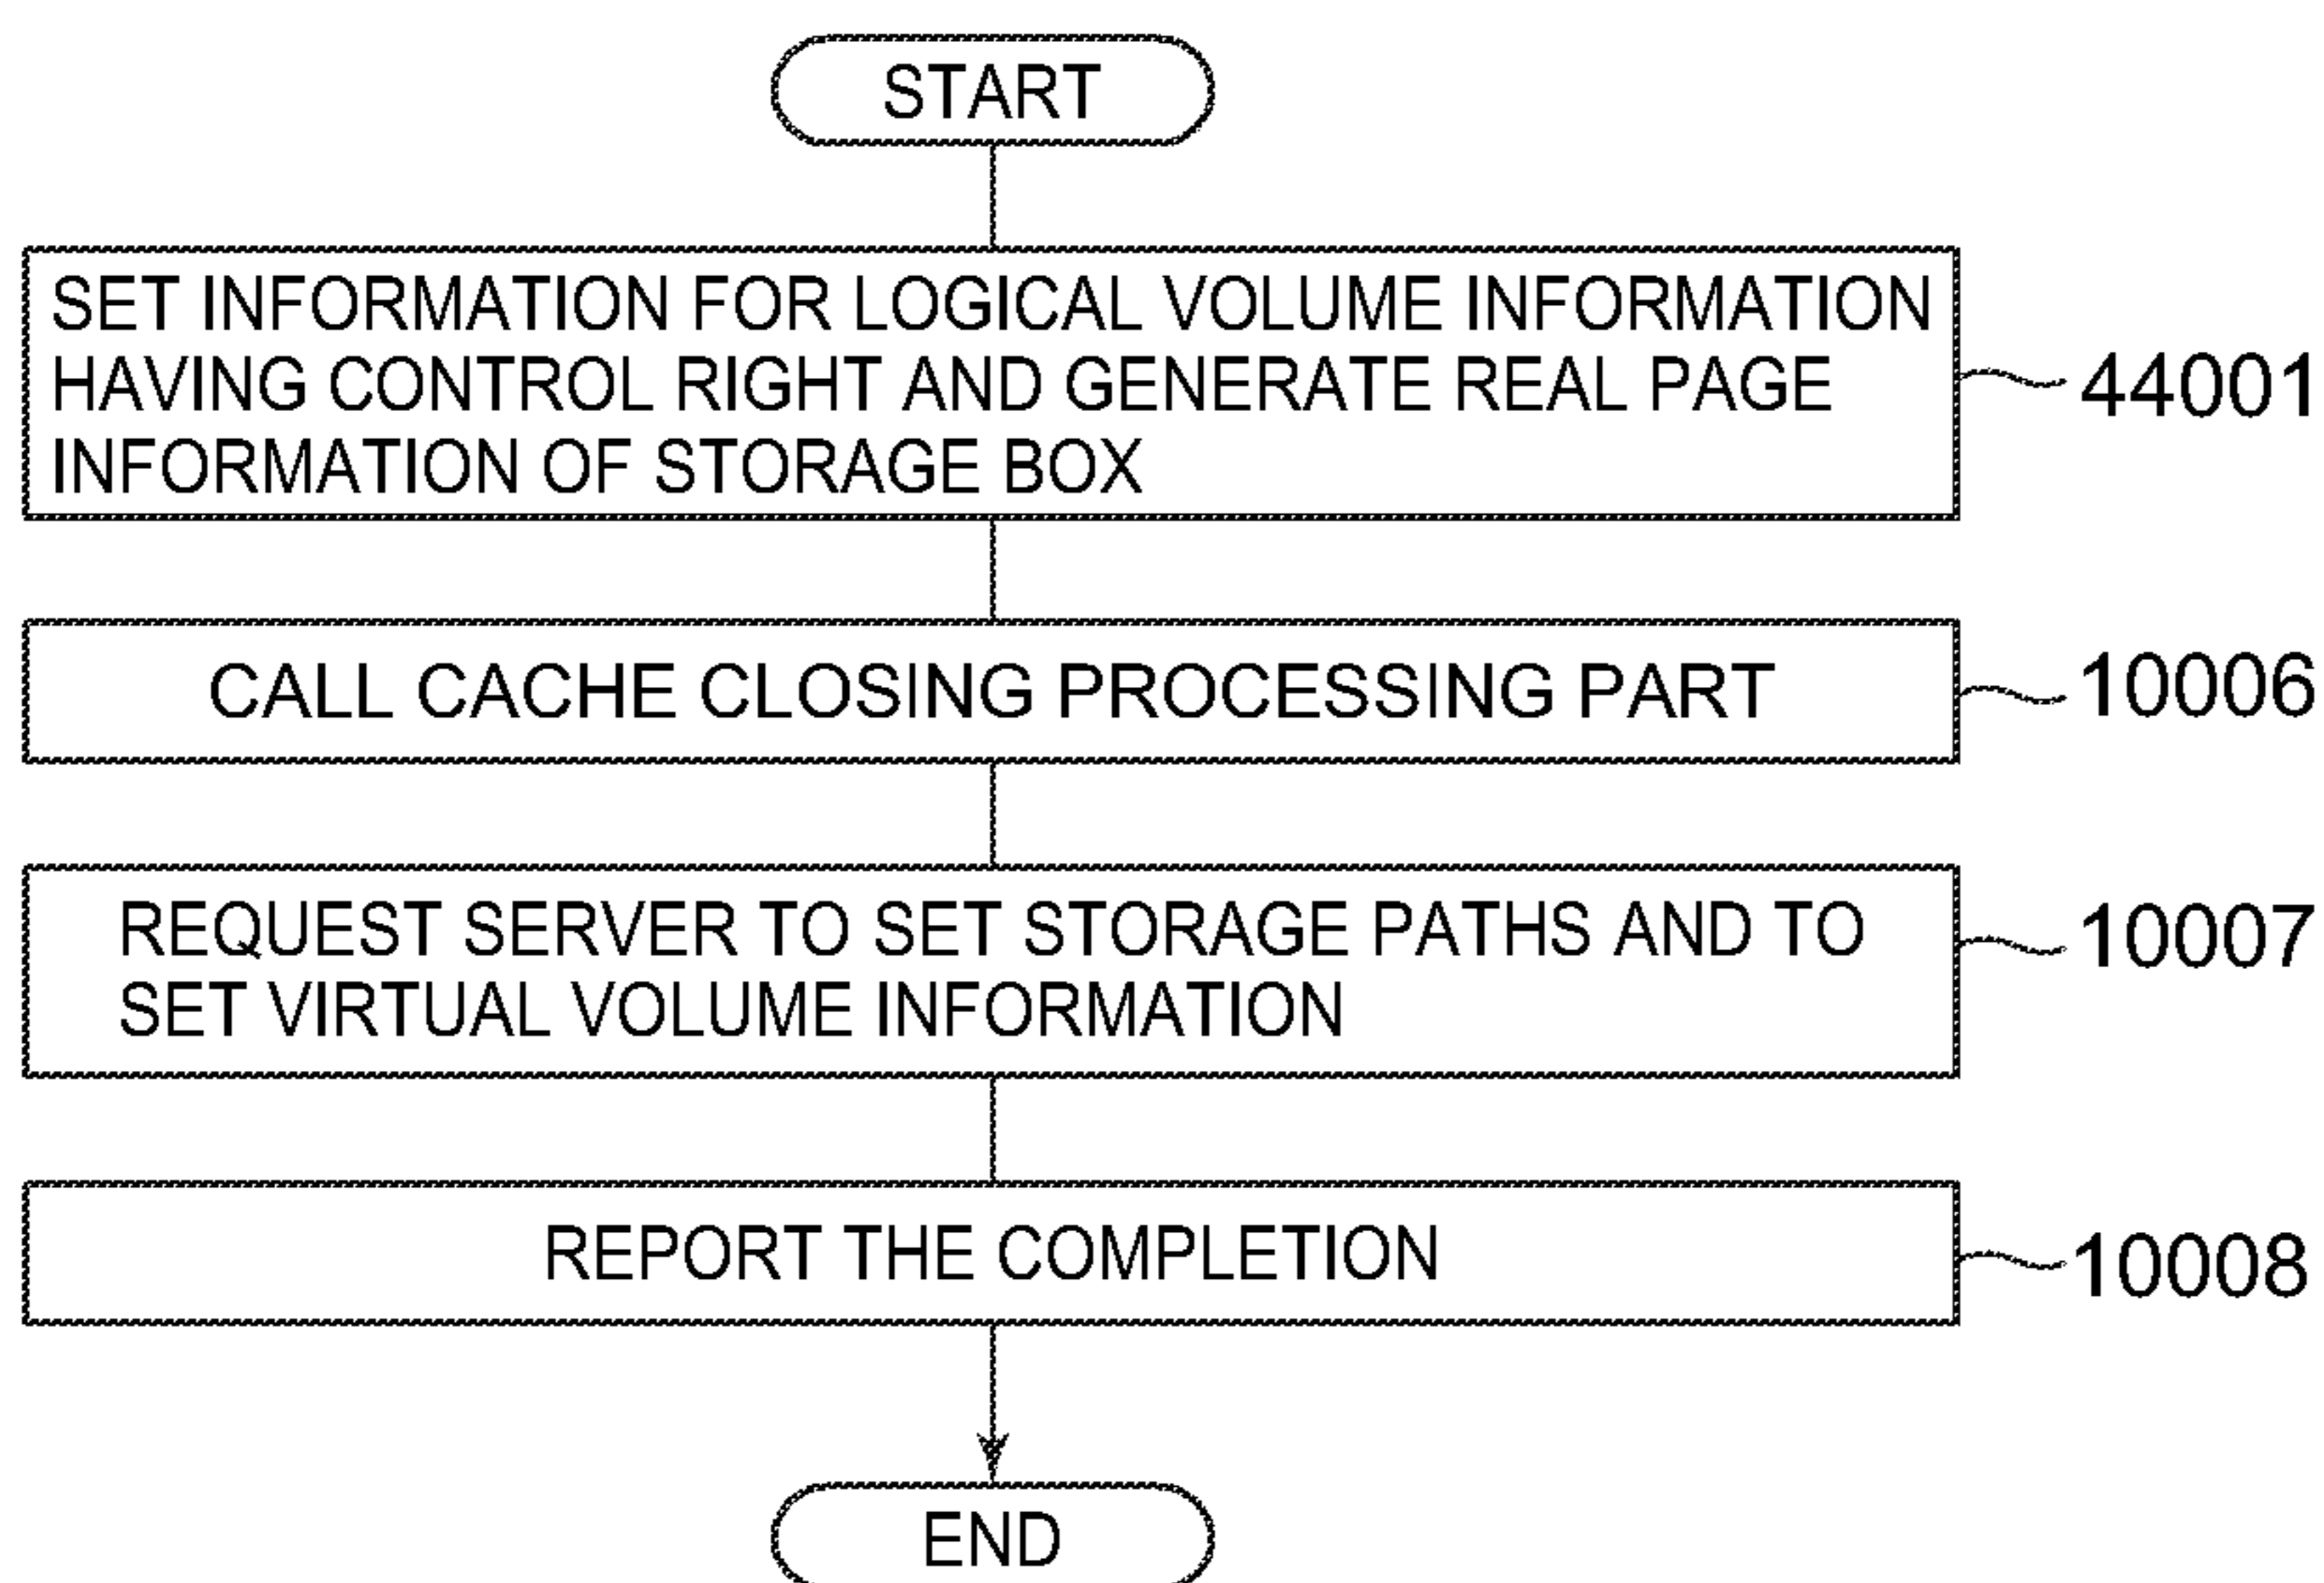 START
SET INFORMATION FOR LOGICAL VOLUME INFORMATION
HAVING CONTROL RIGHT AND GENERATE REAL PAGE
INFORMATION OF STORAGE BOX
44001
CALL CACHE CLOSING PROCESSING PART
10006
REQUEST SERVER TO SET STORAGE PATHS AND TO
SET VIRTUAL VOLUME INFORMATION
10007
REPORT THE COMPLETION
10008
END